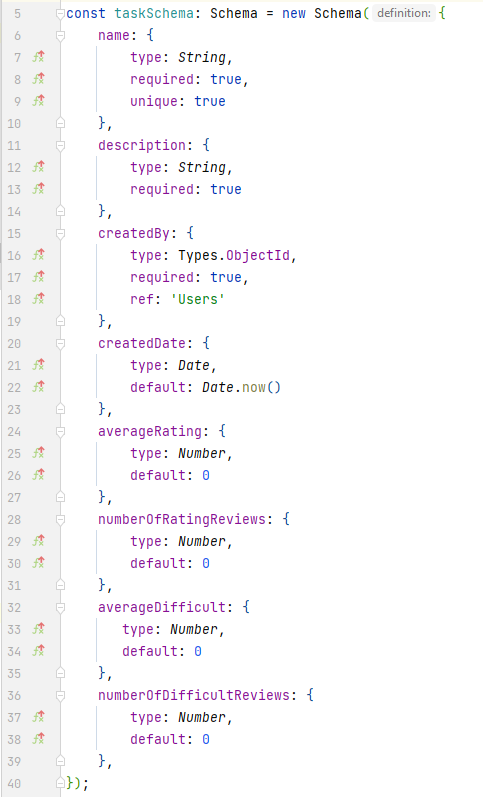 5 const taskSchema: Schema = new Schema( definition: {
6 name: {
7 type: String,
8 required: true,
9 unique: true
10 },
11 description: {
12 type: String,
13 required: true
14 },
15 createdBy: {
16 type: Types.ObjectId,
17 required: true,
18 ref: 'Users'
19 },
20 createdDate: {
21 type: Date,
22 default: Date.now()
23 },
24 averageRating: {
25 type: Number,
26 default: 0
27 },
28 numberOfRatingReviews: {
29 type: Number,
30 default: 0
31 },
32 averageDifficult: {
33 type: Number,
34 default: 0
35 },
36 numberOfDifficultReviews: {
37 type: Number,
38 default: 0
39 },
40 });